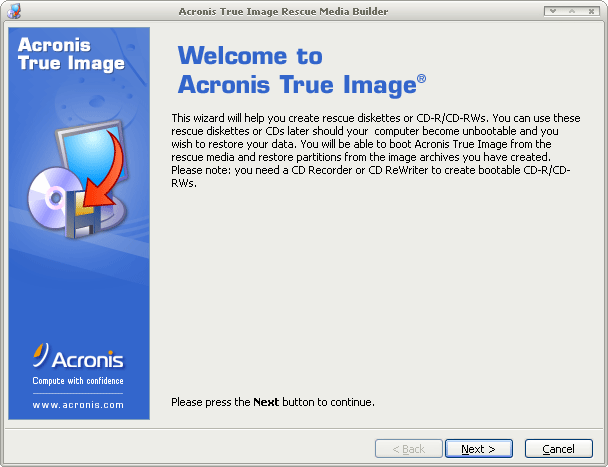 Acronis True Image Rescue Media Builder
Acronis
True Image
Welcome to
Acronis True Image®
This wizard will help you create rescue diskettes or CD-R/CD-RWs. You can use these
rescue diskettes or CDs later should your computer become unbootable and you
wish to restore your data. You will be able to boot Acronis True Image from the
rescue media and restore partitions from the image archives you have created.
Please note: you need a CD Recorder or CD ReWriter to create bootable CD-R/CD-
RWs.
Acronis
Compute with confidence
www.acronis.com
Please press the Next button to continue.
< Back
Next >
Cancel